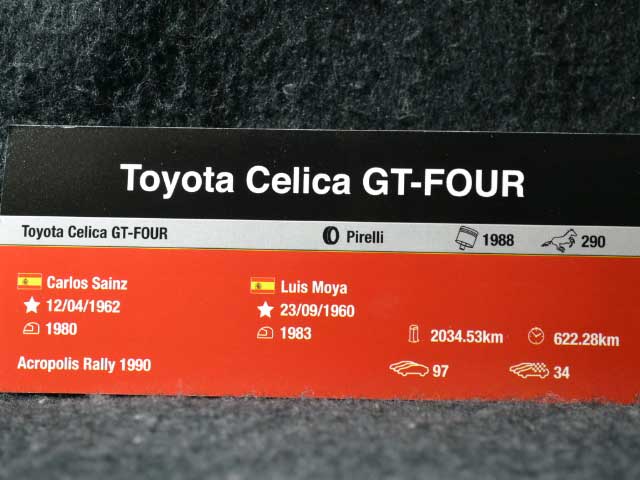 Toyota Celica GT-FOUR
Toyota Celica GT-FOUR Pirelli 1988 290
Carlos Sainz Luis Moya
12/04/1962 23/09/1960
1980 1983 2034.53km 622.28km
Acropolis Rally 1990 97 34